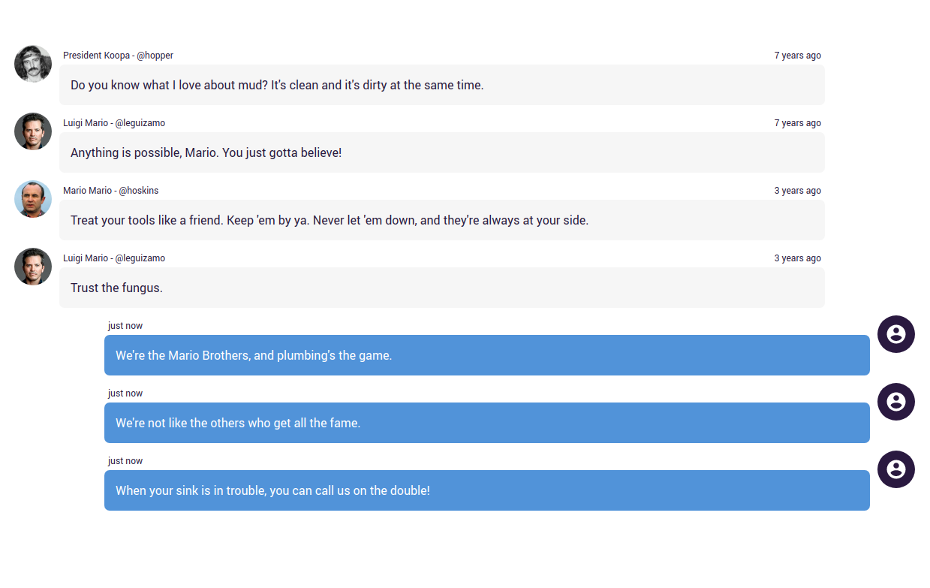 President Koopa - @hopper 7 years ago
Do you know what I love about mud? It's clean and it's dirty at the same time.
Luigi Mario - @leguizamo 7 years ago
Anything is possible, Mario. You just gotta believe!
Mario Mario - @hoskins 3 years ago
Treat your tools like a friend. Keep 'em by ya. Never let 'em down, and they're always at your side.
Luigi Mario - @leguizamo 3 years ago
Trust the fungus.
just now
We're the Mario Brothers, and plumbing's the game.
just now
We're not like the others who get all the fame.
just now
When your sink is in trouble, you can call us on the double!